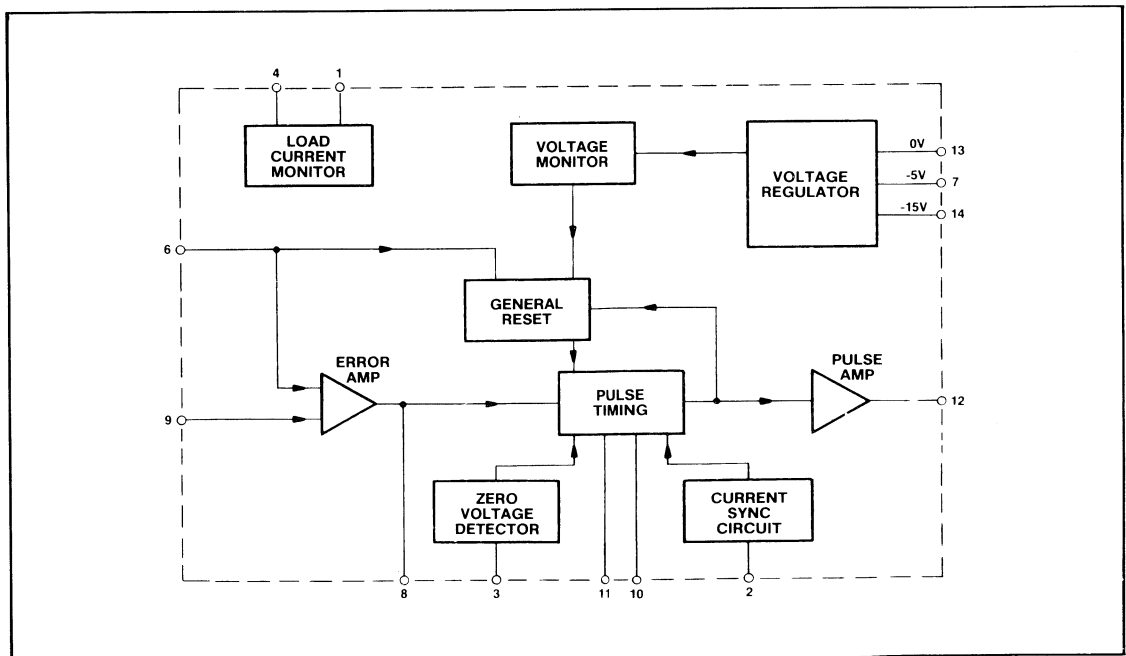 4 1
LOAD
CURRENT
MONITOR
VOLTAGE
MONITOR
VOLTAGE
REGULATOR
0V 13
-5V 7
-15V 14
6
GENERAL
RESET
ERROR
AMP
9
PULSE
TIMING
PULSE
AMP
12
ZERO
VOLTAGE
DETECTOR
CURRENT
SYNC
CIRCUIT
8 3 11 10 2